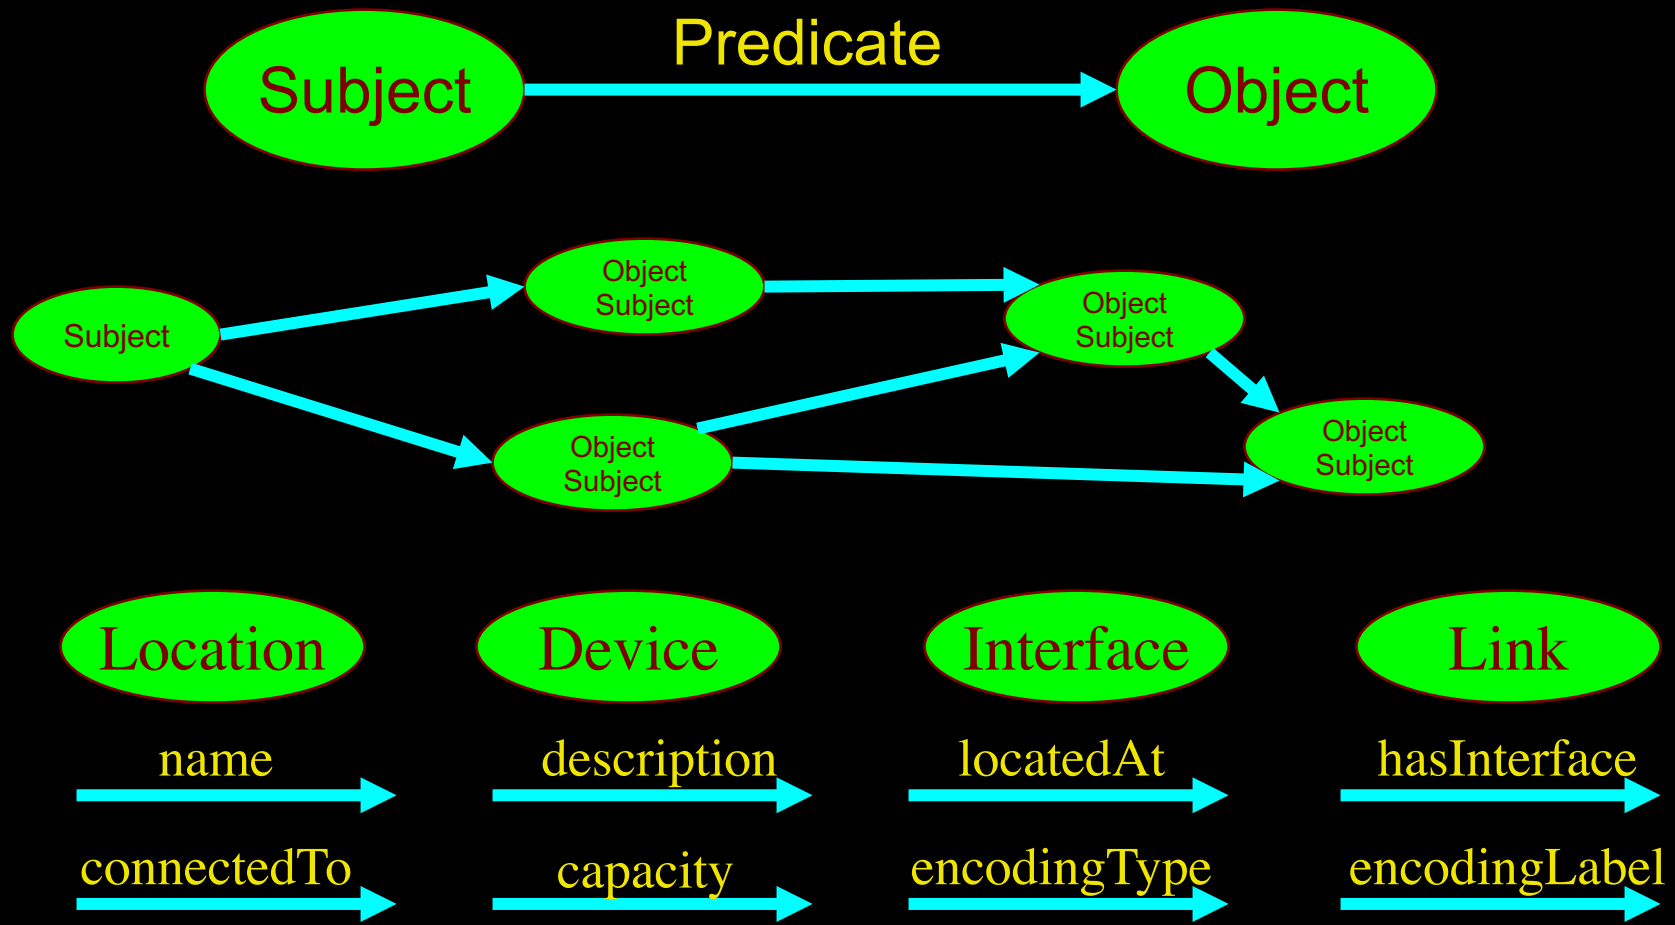 Predicate
Subject
Object
Subject
Object
Subject
Object
Subject
Object
Subject
Object
Subject
Location
Device
Interface
Link
name
description
locatedAt
hasInterface
connectedTo
capacity
encodingType
encodingLabel